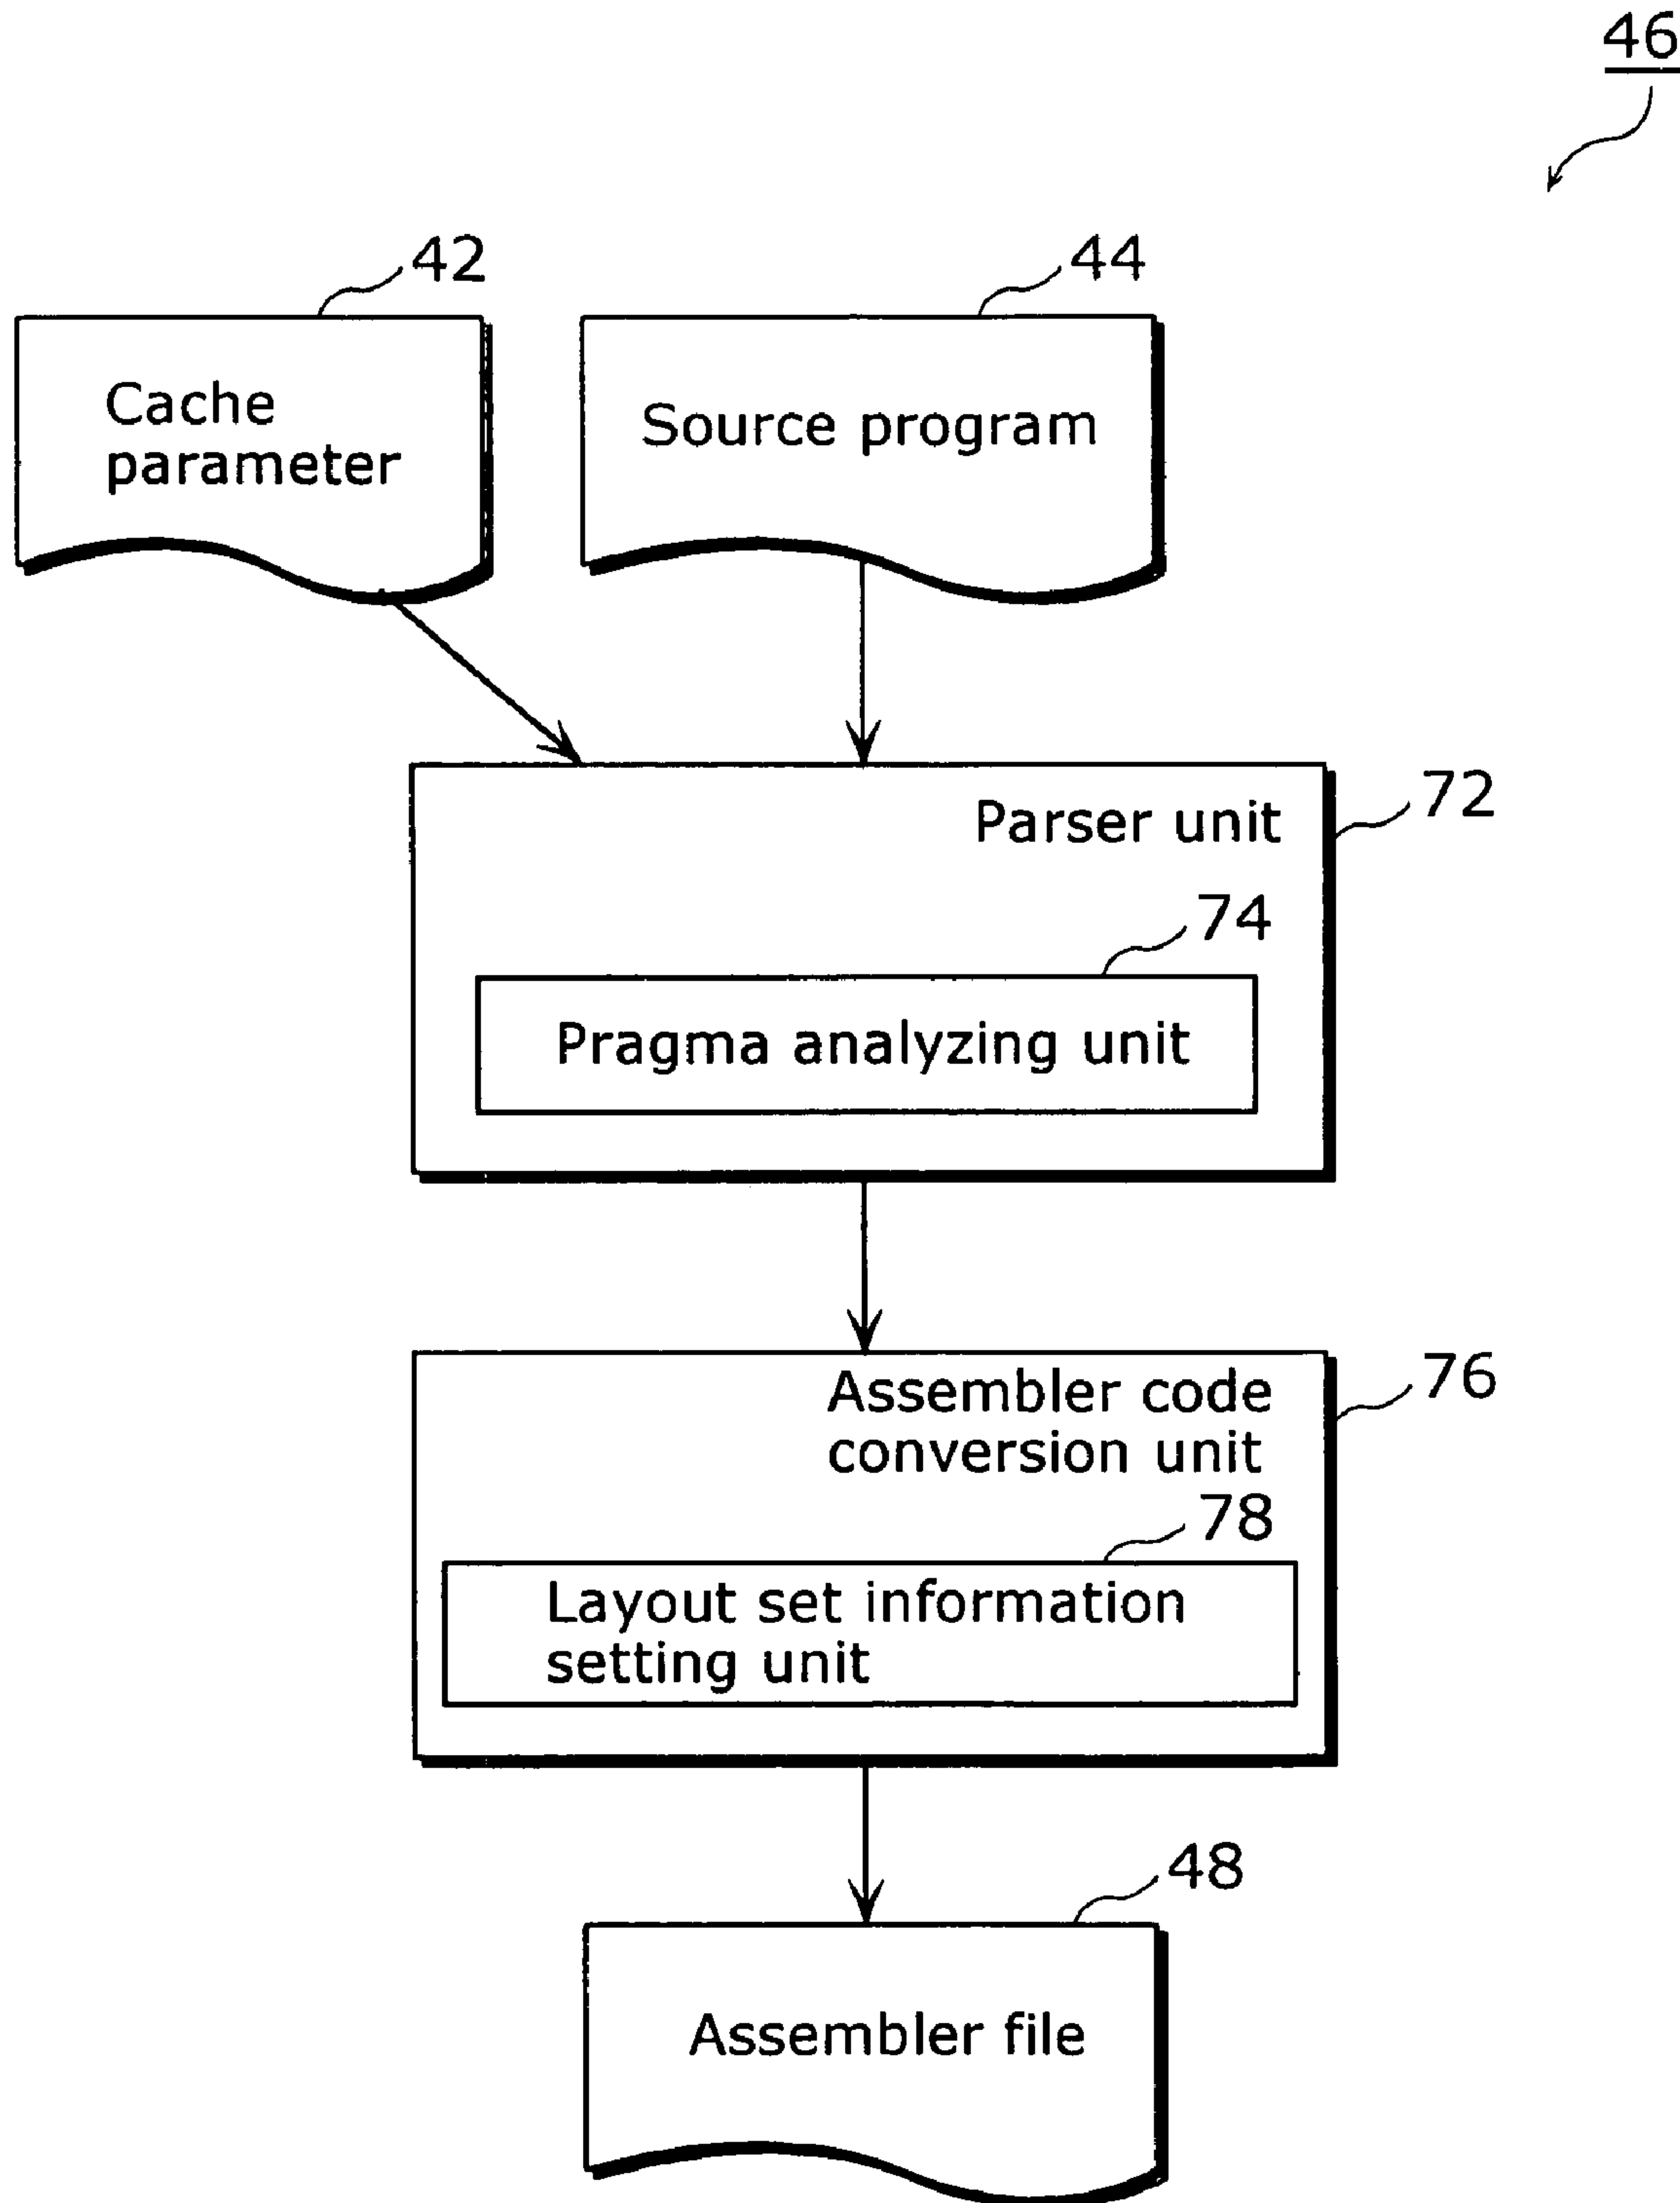 46
42
44
Cache
parameter
Source program
72
Parser unit
74
Pragma analyzing unit
76
Assembler code
conversion unit
78
Layout set information
setting unit
48
Assembler file